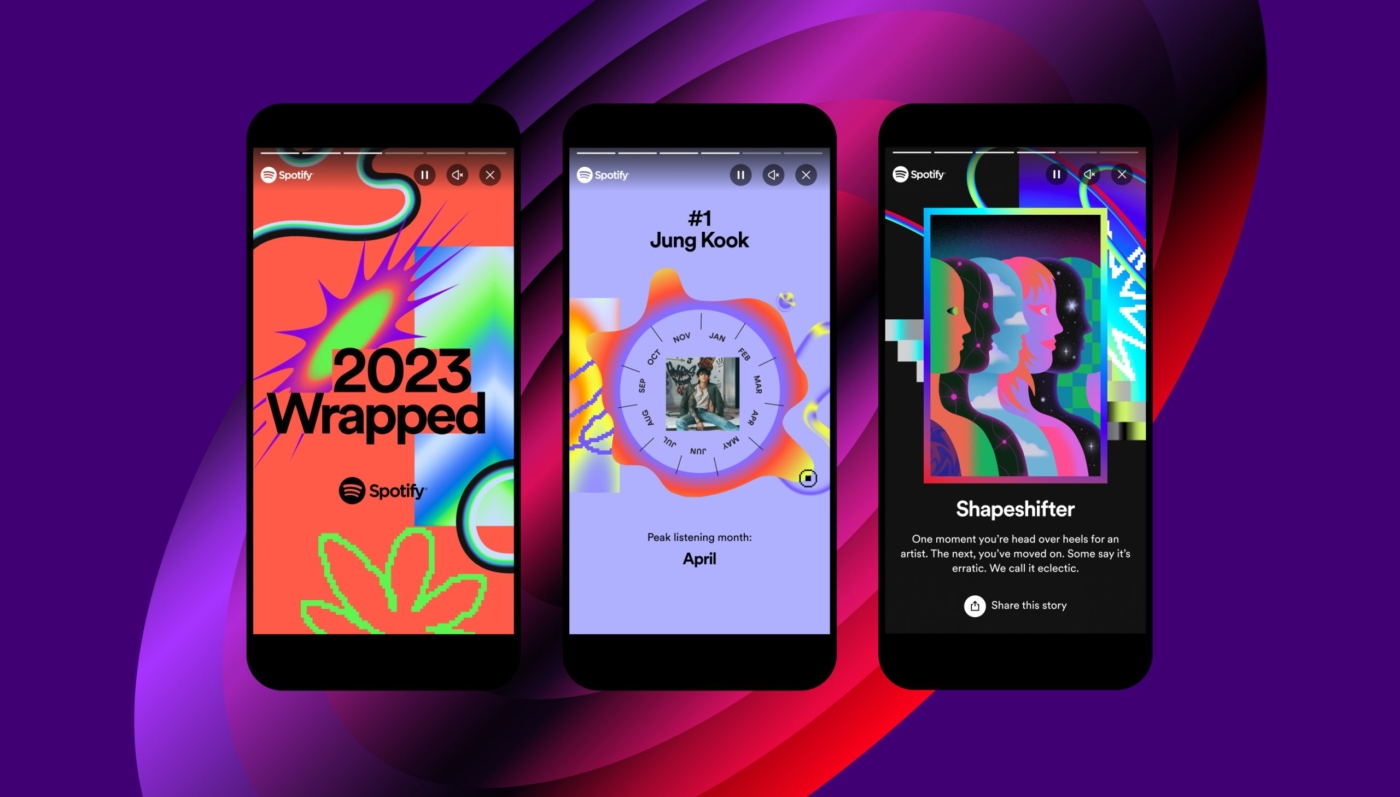 Spotify
2023
Wrapped
Spotify
Spotify
#1
Jung Kook
JAN
FEB
MAR
APR
MAY
JUN
JUL
AUG
SEP
OCT
NOV
Peak listening month:
April
Spotify
Shapeshifter
One moment you’re head over heels for an
artist. The next, you’ve moved on. Some say it’s
erratic. We call it eclectic.
Share this story